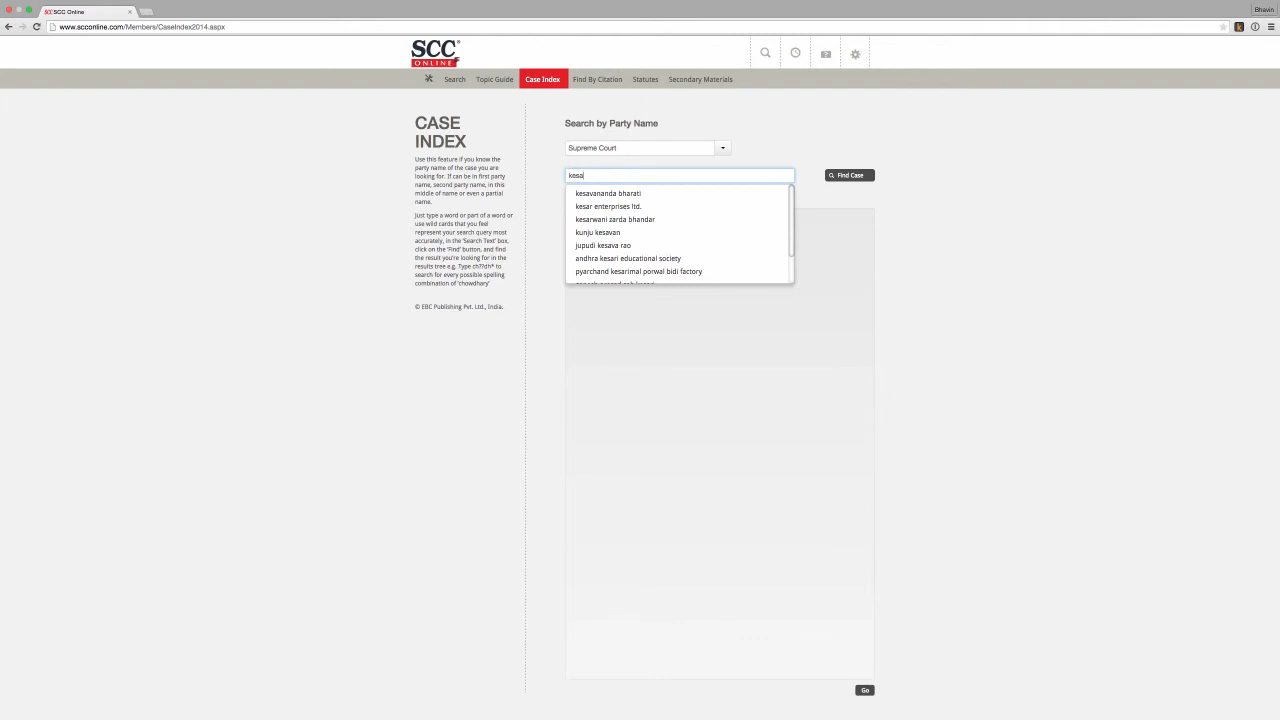 SCC SCC Online
Bhavin
www.scconline.com/Members/CaseIndex2014.aspx
SCC
ONLINE
Search
Topic Guide
Case Index
Find By Citation
Statutes
Secondary Materials
CASE
INDEX
Use this feature if you know the
party name of the case you are
looking for. If can be in first party
name, second party name, in this
middle of name or even a partial
name.
Just type a word or part of a word or
use wild cards that you feel
represent your search query most
accurately, in the 'Search Text' box,
click on the 'Find' button, and find
the result you're looking for in the
results tree e.g. Type ch??dh* to
search for every possible spelling
combination of 'chowdhary'
© EBC Publishing Pvt. Ltd., India.
Search by Party Name
Supreme Court
kesa
Find Case
kesavananda bharati
kesar enterprises ltd.
kesarwani zarda bhandar
kunju kesavan
jupudi kesava rao
andhra kesari educational society
pyarchand kesarimal porwal bidi factory
Go